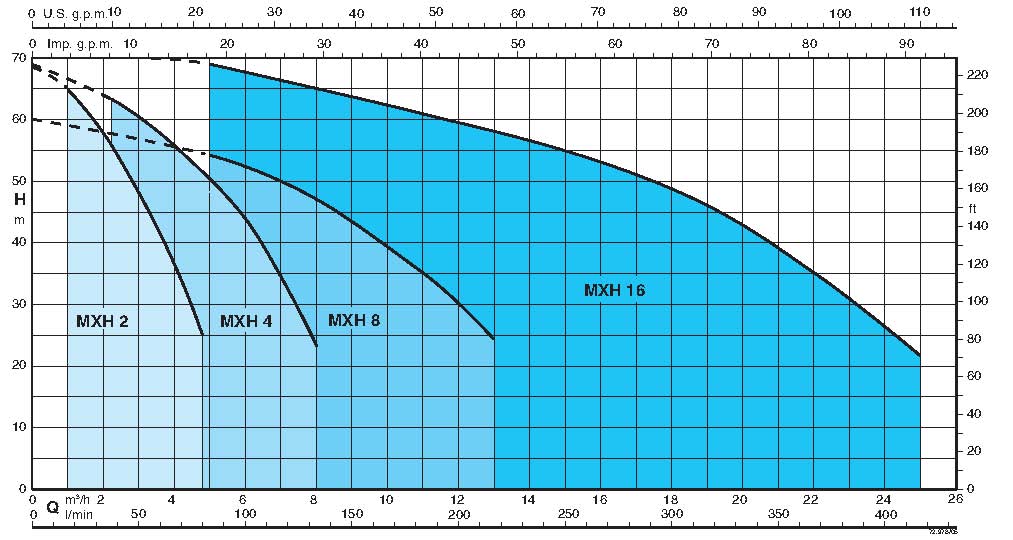 0 U.S. g.p.m. 10 20 30 40 50 60 70 80 90 100 110
0 Imp. g.p.m. 10 20 30 40 50 60 70 80 90
70 220
60 200
180
50 160
H ft
m 140
40 120
30 100
MXH 2 MXH 4 MXH 8 MXH 16
80
20 60
10 40
20
0 0
0 Q m³/h 2 4 6 8 10 12 14 16 18 20 22 24 26
0 l/min 50 100 150 200 250 300 350 400
72.978/05